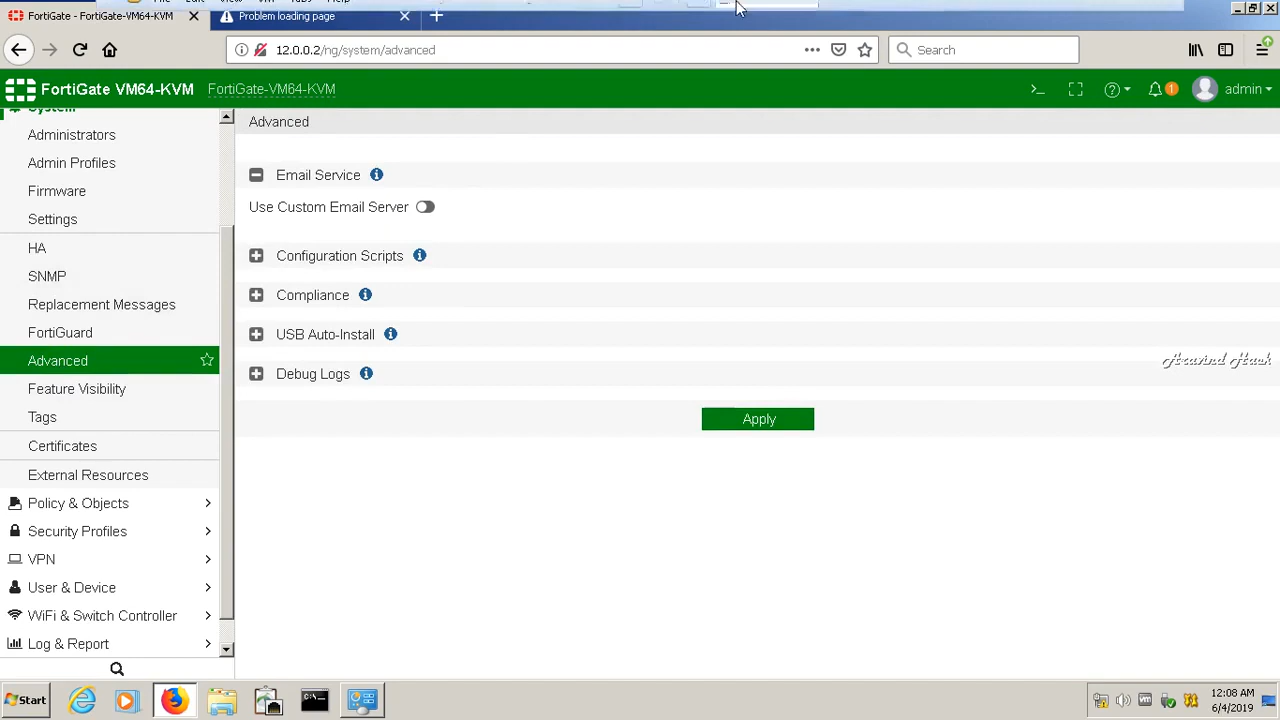 FortiGate - FortiGate-VM64-KVM
Problem loading page
12.0.0.2/ng/system/advanced
Search
FortiGate VM64-KVM
FortiGate-VM64-KVM
1
admin
System
Administrators
Admin Profiles
Firmware
Settings
HA
SNMP
Replacement Messages
FortiGuard
Advanced
Feature Visibility
Tags
Certificates
External Resources
Policy & Objects
Security Profiles
VPN
User & Device
WiFi & Switch Controller
Log & Report
Advanced
Email Service
Use Custom Email Server
Configuration Scripts
Compliance
USB Auto-Install
Debug Logs
Apply
Start
12:08 AM
6/4/2019